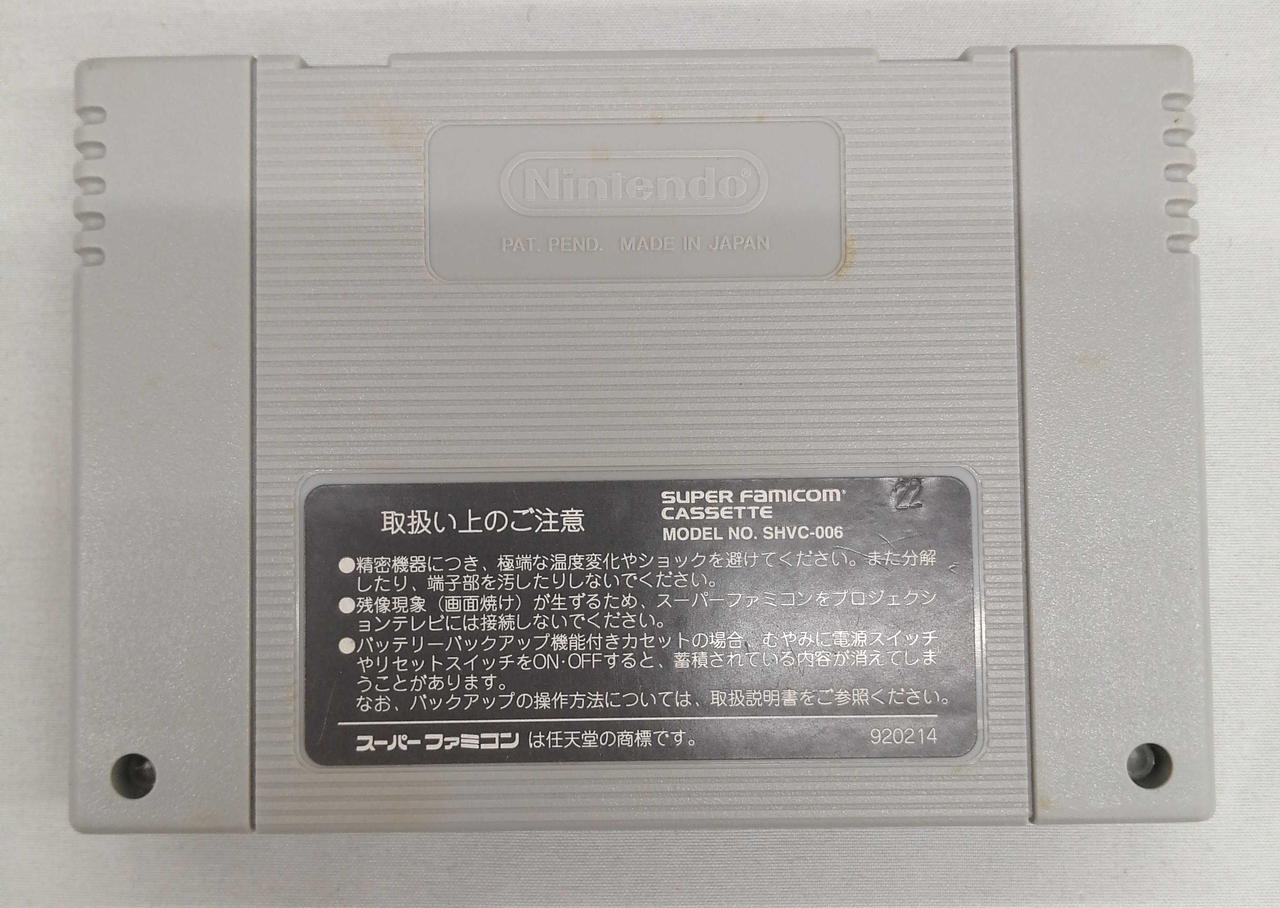 Nintendo®
PAT. PEND. MADE IN JAPAN
取扱い上のご注意
SUPER FAMICOM
CASSETTE
MODEL NO. SHVC-006
22
●精密機器につき、極端な温度変化やショックを避けてください。また分解
したり、端子部を汚したりしないでください。
●残像現象（画面焼け）が生ずるため、スーパーファミコンをプロジェクシ
ョンテレビには接続しないでください。
●バッテリーバックアップ機能付きカセットの場合、むやみに電源スイッチ
やリセットスイッチをON·OFFすると、蓄積されている内容が消えてしま
うことがあります。
なお、バックアップの操作方法については、取扱説明書をご参照ください。
スーパーファミコン は任天堂の商標です。
920214